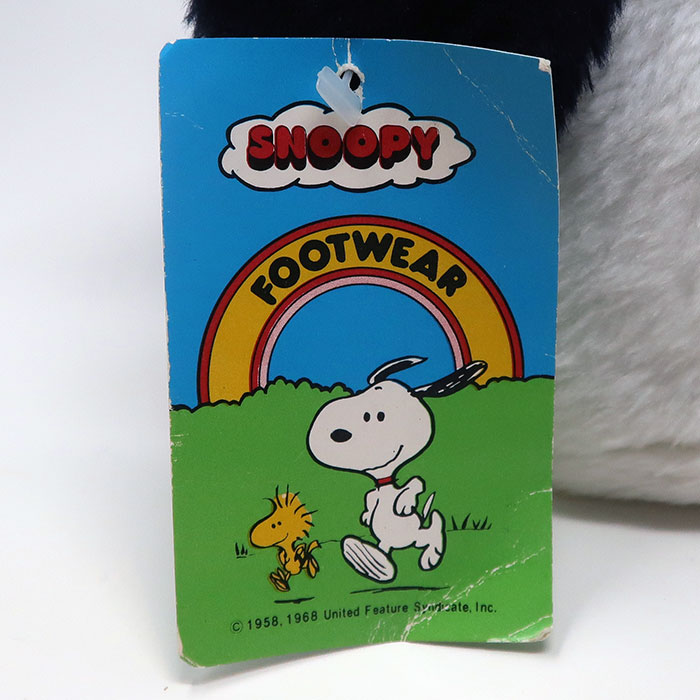 SNOOPY
FOOTWEAR
© 1958, 1968 United Feature Syndicate, Inc.